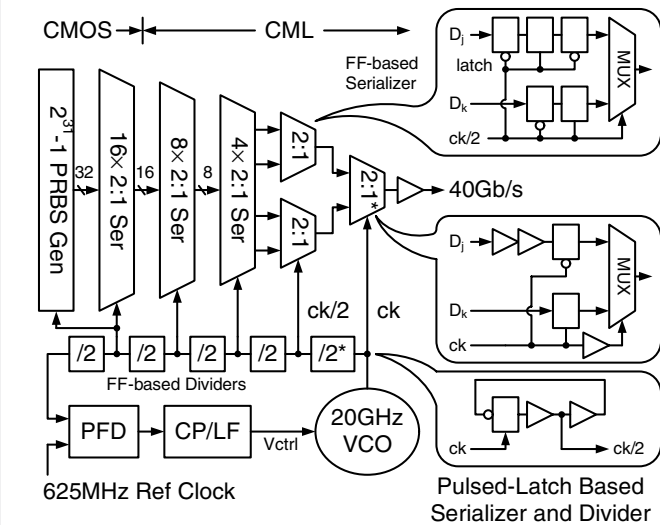 CMOS
CML
FF-based
Serializer
D_j
latch
D_k
ck/2
MUX
2^31-1 PRBS Gen
32
16× 2:1 Ser
16
8× 2:1 Ser
8
4× 2:1 Ser
2:1
2:1
2:1*
40Gb/s
ck/2
ck
D_j
D_k
ck
MUX
/2
/2
/2
/2
/2*
FF-based Dividers
PFD
CP/LF
Vctrl
20GHz
VCO
ck
ck/2
625MHz Ref Clock
Pulsed-Latch Based
Serializer and Divider